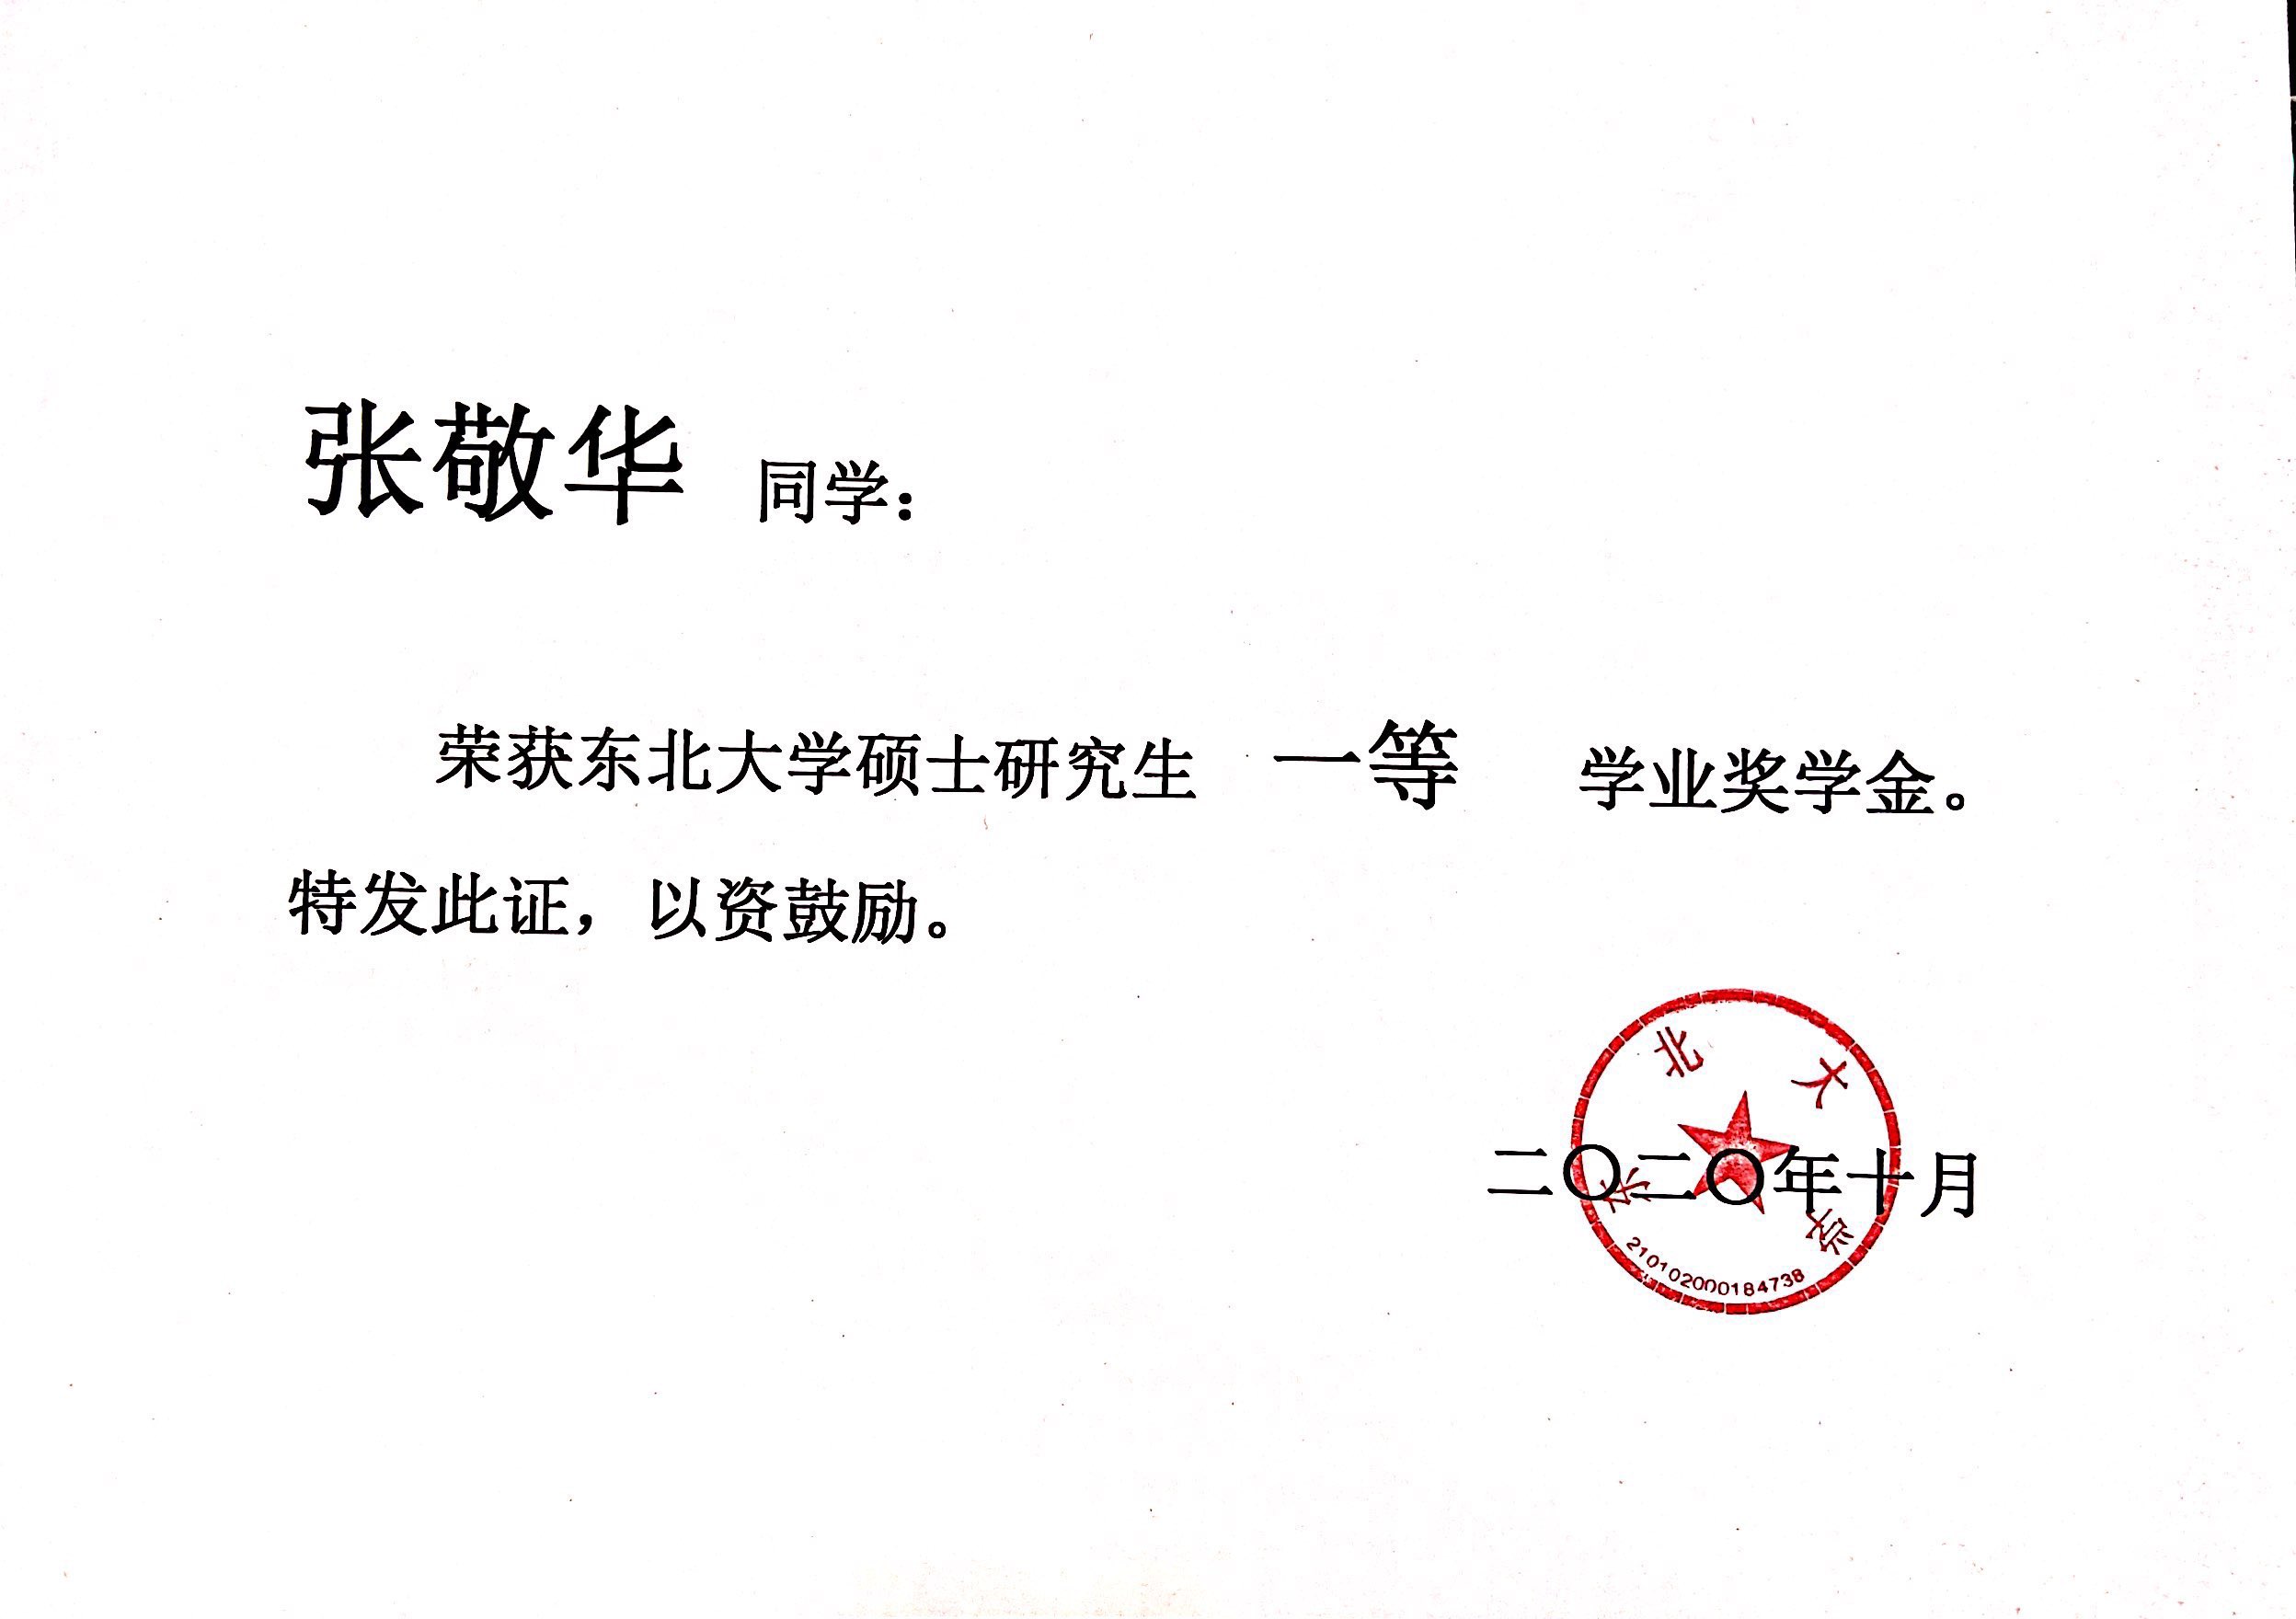 张敬华 同学：
荣获东北大学硕士研究生 一等 学业奖学金。
特发此证，以资鼓励。
东北大学
二〇二〇年十月
210102000184738